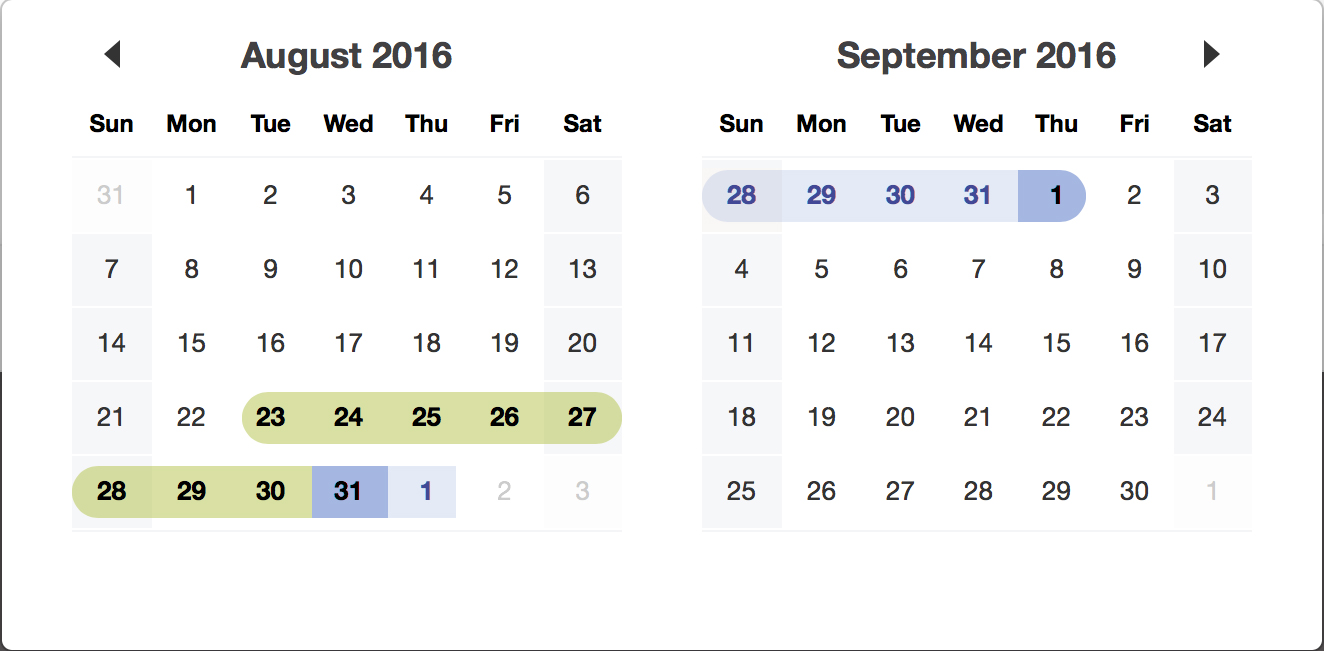 August 2016
Sun Mon Tue Wed Thu Fri Sat
31 1 2 3 4 5 6
7 8 9 10 11 12 13
14 15 16 17 18 19 20
21 22 23 24 25 26 27
28 29 30 31 1 2 3
September 2016
Sun Mon Tue Wed Thu Fri Sat
28 29 30 31 1 2 3
4 5 6 7 8 9 10
11 12 13 14 15 16 17
18 19 20 21 22 23 24
25 26 27 28 29 30 1